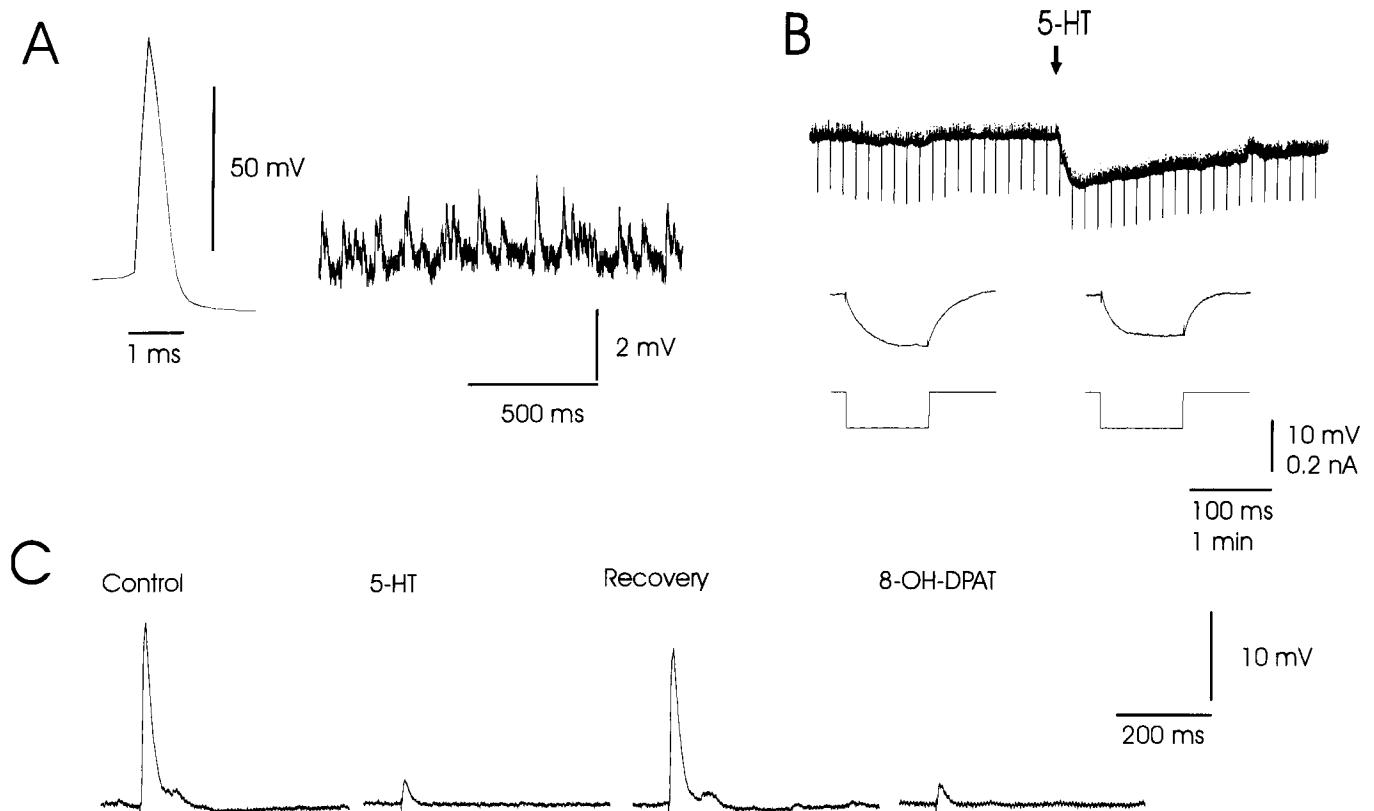 A
50 mV
1 ms
2 mV
500 ms
B
5-HT
10 mV
0.2 nA
100 ms
1 min
C
Control
5-HT
Recovery
8-OH-DPAT
10 mV
200 ms